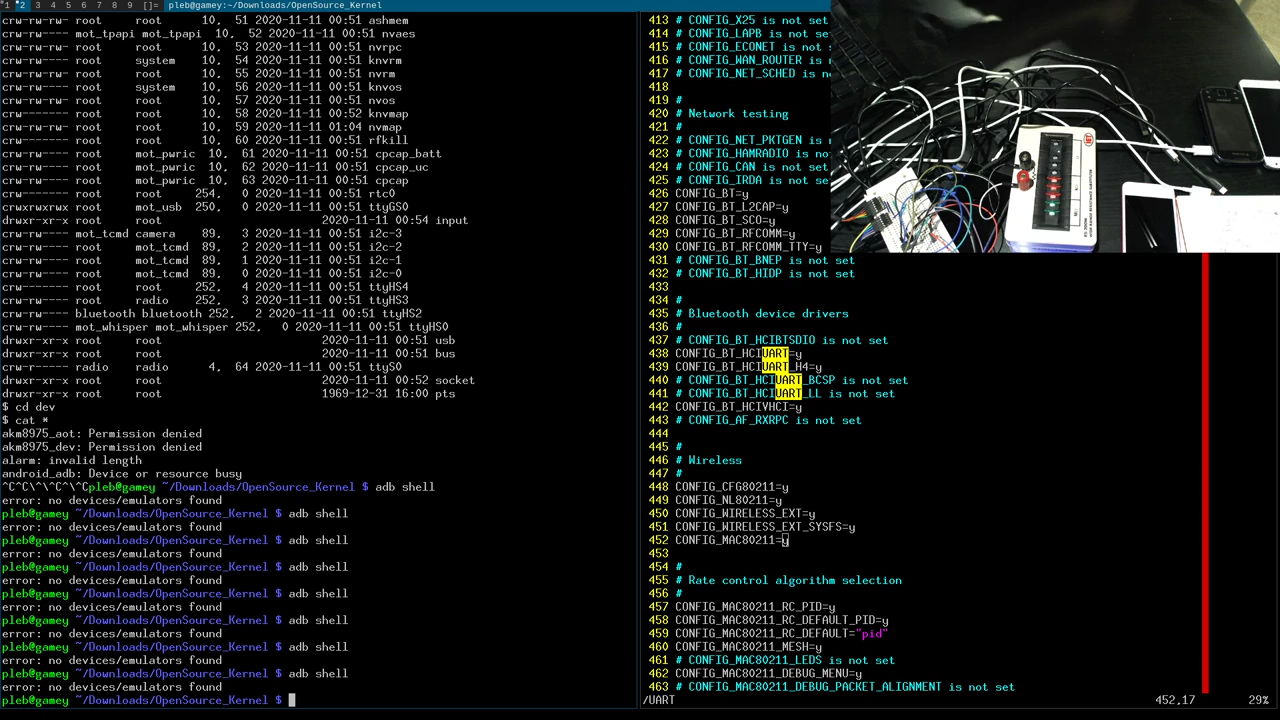 1 2 3 4 5 6 7 8 9 []= pleb@gamey:~/Downloads/OpenSource_Kernel
crw-rw-rw- root     root       10,  51 2020-11-11 00:51 ashmem
crw-rw---- mot_tpapi mot_tpapi  10,  52 2020-11-11 00:51 nvaes
crw-rw-rw- root     root       10,  53 2020-11-11 00:51 nvrpc
crw-rw---- root     system     10,  54 2020-11-11 00:51 knvrm
crw-rw-rw- root     root       10,  55 2020-11-11 00:51 nvrm
crw-rw---- root     system     10,  56 2020-11-11 00:51 knvos
crw-rw-rw- root     root       10,  57 2020-11-11 00:51 nvos
crw-rw---- root     root       10,  58 2020-11-11 00:52 knvmap
crw-rw-rw- root     root       10,  59 2020-11-11 01:04 nvmap
crw------- root     root       10,  60 2020-11-11 00:51 rfkill
crw-rw---- root     mot_pwric  10,  61 2020-11-11 00:51 cpcap_batt
crw-rw---- root     mot_pwric  10,  62 2020-11-11 00:51 cpcap_uc
crw-rw---- root     mot_pwric  10,  63 2020-11-11 00:51 cpcap
crw------- root     root      254,   0 2020-11-11 00:51 rtc0
crwxrwxrwx root     mot_usb   250,   0 2020-11-11 00:51 ttyGS0
drwxr-xr-x root     root              2020-11-11 00:54 input
crw-rw---- mot_tcmd camera     89,   3 2020-11-11 00:51 i2c-3
crw-rw---- root     mot_tcmd   89,   2 2020-11-11 00:51 i2c-2
crw-rw---- root     mot_tcmd   89,   1 2020-11-11 00:51 i2c-1
crw-rw---- root     mot_tcmd   89,   0 2020-11-11 00:51 i2c-0
crw------- root     root      252,   4 2020-11-11 00:51 ttyHS4
crw-rw---- root     radio     252,   3 2020-11-11 00:51 ttyHS3
crw-rw---- bluetooth bluetooth 252,   2 2020-11-11 00:51 ttyHS2
crw-rw---- mot_whisper mot_whisper 252,   0 2020-11-11 00:51 ttyHS0
drwxr-xr-x root     root              2020-11-11 00:51 usb
drwxr-xr-x root     root              2020-11-11 00:51 bus
crw--r---- radio    radio       4,  64 2020-11-11 00:51 ttyS0
drwxr-xr-x root     root              2020-11-11 00:52 socket
drwxr-xr-x root     root              1969-12-31 16:00 pts
$ cd dev
$ cat *
akm8975_aot: Permission denied
akm8975_dev: Permission denied
alarm: invalid length
android_adb: Device or resource busy
^C^C\^\^C^\^Cpleb@gamey ~/Downloads/OpenSource_Kernel $ adb shell
error: no devices/emulators found
pleb@gamey ~/Downloads/OpenSource_Kernel $ adb shell
error: no devices/emulators found
pleb@gamey ~/Downloads/OpenSource_Kernel $ adb shell
error: no devices/emulators found
pleb@gamey ~/Downloads/OpenSource_Kernel $ adb shell
error: no devices/emulators found
pleb@gamey ~/Downloads/OpenSource_Kernel $ adb shell
error: no devices/emulators found
pleb@gamey ~/Downloads/OpenSource_Kernel $ adb shell
error: no devices/emulators found
pleb@gamey ~/Downloads/OpenSource_Kernel $ adb shell
error: no devices/emulators found
pleb@gamey ~/Downloads/OpenSource_Kernel $ adb shell
error: no devices/emulators found
pleb@gamey ~/Downloads/OpenSource_Kernel $
413 # CONFIG_X25 is not set
414 # CONFIG_LAPB is not set
415 # CONFIG_ECONET is not
416 # CONFIG_WAN_ROUTER is
417 # CONFIG_NET_SCHED is n
418
419 #
420 # Network testing
421 #
422 # CONFIG_NET_PKTGEN is
423 # CONFIG_HAMRADIO is no
424 # CONFIG_CAN is not set
425 # CONFIG_IRDA is not set
426 CONFIG_BT=y
427 CONFIG_BT_L2CAP=y
428 CONFIG_BT_SCO=y
429 CONFIG_BT_RFCOMM=y
430 CONFIG_BT_RFCOMM_TTY=y
431 # CONFIG_BT_BNEP is not set
432 # CONFIG_BT_HIDP is not set
433
434 #
435 # Bluetooth device drivers
436 #
437 # CONFIG_BT_HCIBTSDIO is not set
438 CONFIG_BT_HCIUART=y
439 CONFIG_BT_HCIUART_H4=y
440 # CONFIG_BT_HCIUART_BCSP is not set
441 # CONFIG_BT_HCIUART_LL is not set
442 CONFIG_BT_HCIVHCI=y
443 # CONFIG_AF_RXRPC is not set
444
445 #
446 # Wireless
447 #
448 CONFIG_CFG80211=y
449 CONFIG_NL80211=y
450 CONFIG_WIRELESS_EXT=y
451 CONFIG_WIRELESS_EXT_SYSFS=y
452 CONFIG_MAC80211=y
453
454 #
455 # Rate control algorithm selection
456 #
457 CONFIG_MAC80211_RC_PID=y
458 CONFIG_MAC80211_RC_DEFAULT_PID=y
459 CONFIG_MAC80211_RC_DEFAULT="pid"
460 CONFIG_MAC80211_MESH=y
461 # CONFIG_MAC80211_LEDS is not set
462 CONFIG_MAC80211_DEBUG_MENU=y
463 # CONFIG_MAC80211_DEBUG_PACKET_ALIGNMENT is not set
/UART 452,17 29%